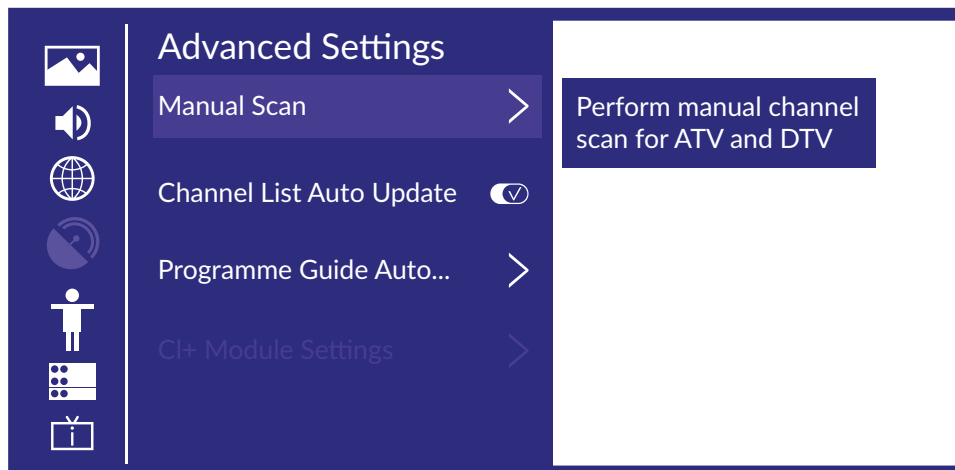 Advanced Settings
Manual Scan
Perform manual channel
scan for ATV and DTV
Channel List Auto Update
Programme Guide Auto...
CI+ Module Settings
i